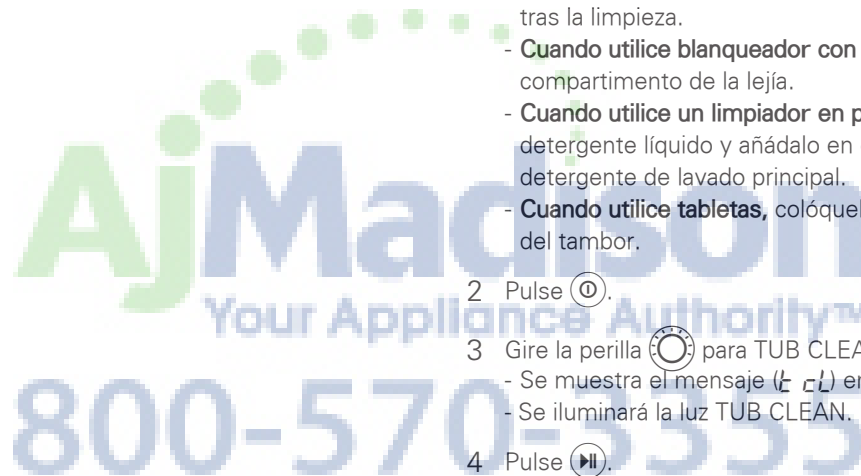 tras la limpieza.
- Cuando utilice blanqueador con
compartimento de la lejía.
- Cuando utilice un limpiador en p
detergente líquido y añádalo en
detergente de lavado principal.
- Cuando utilice tabletas, colóquel
del tambor.
2 Pulse
3 Gire la perilla para TUB CLEA
- Se muestra el mensaje (t cL) en
- Se iluminará la luz TUB CLEAN.
4 Pulse
AjMadison
Your Appliance Authority™
800-570-3355